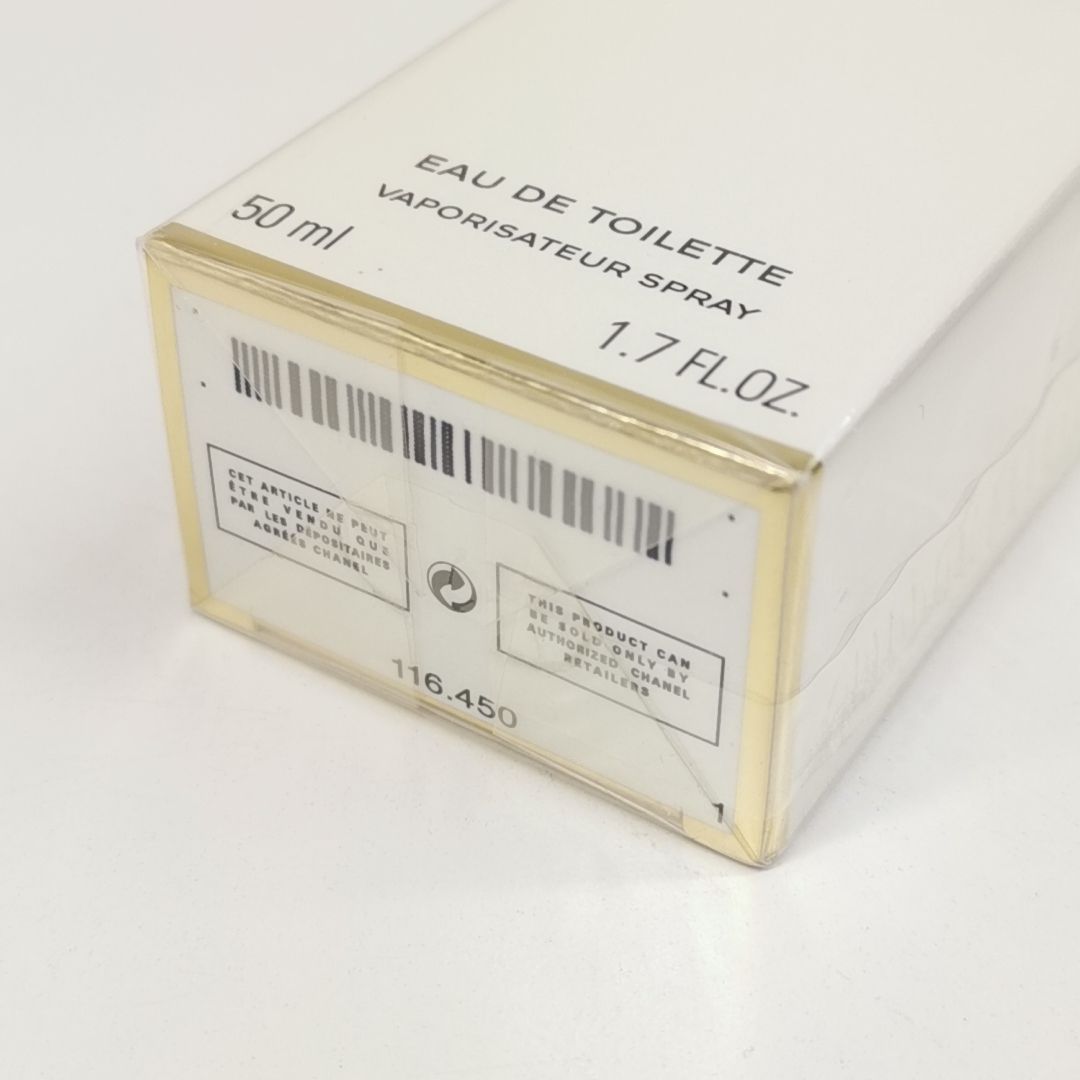 EAU DE TOILETTE
VAPORISATEUR SPRAY
50 ml
1.7 FL.OZ.
CET ARTICLE NE PEUT
ÊTRE VENDU QUE
PAR LES DÉPOSITAIRES
AGRÉÉS CHANEL
THIS PRODUCT CAN
BE SOLD ONLY BY
AUTHORIZED CHANEL
RETAILERS
116.450
1